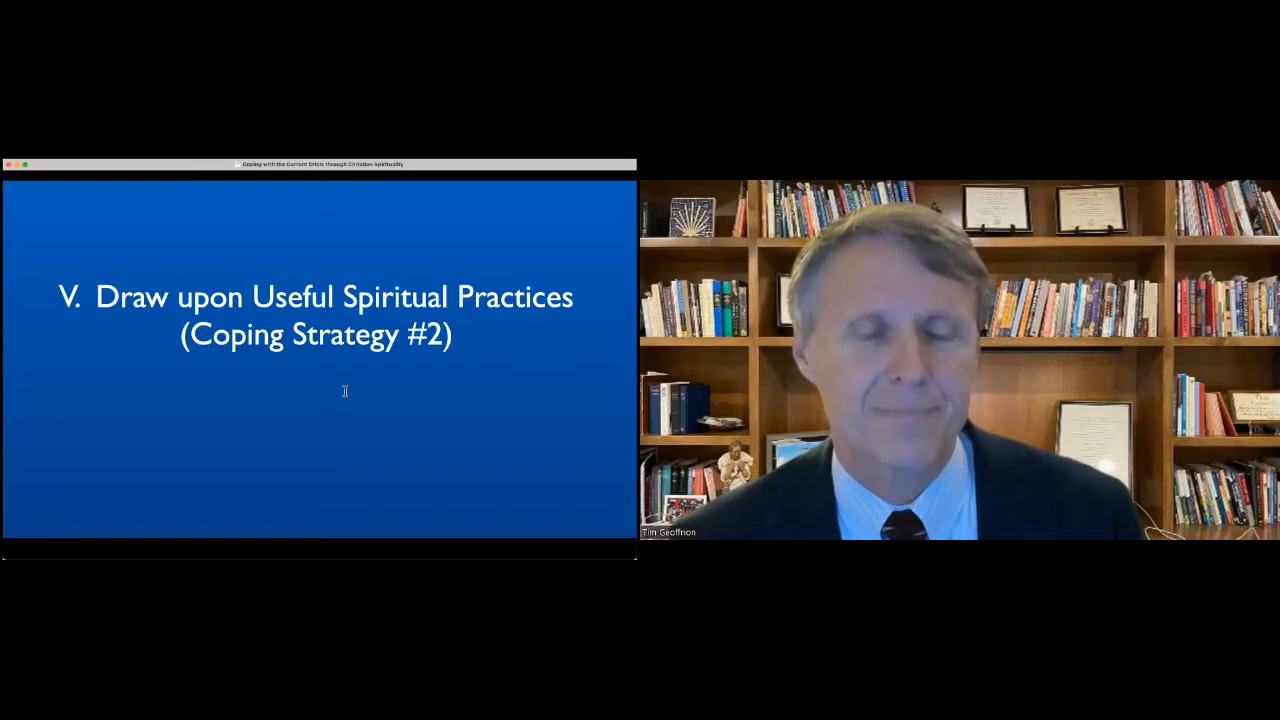 Coping with the Current Crisis through Christian Spirituality
V. Draw upon Useful Spiritual Practices
(Coping Strategy #2)
Tim Geoffrion